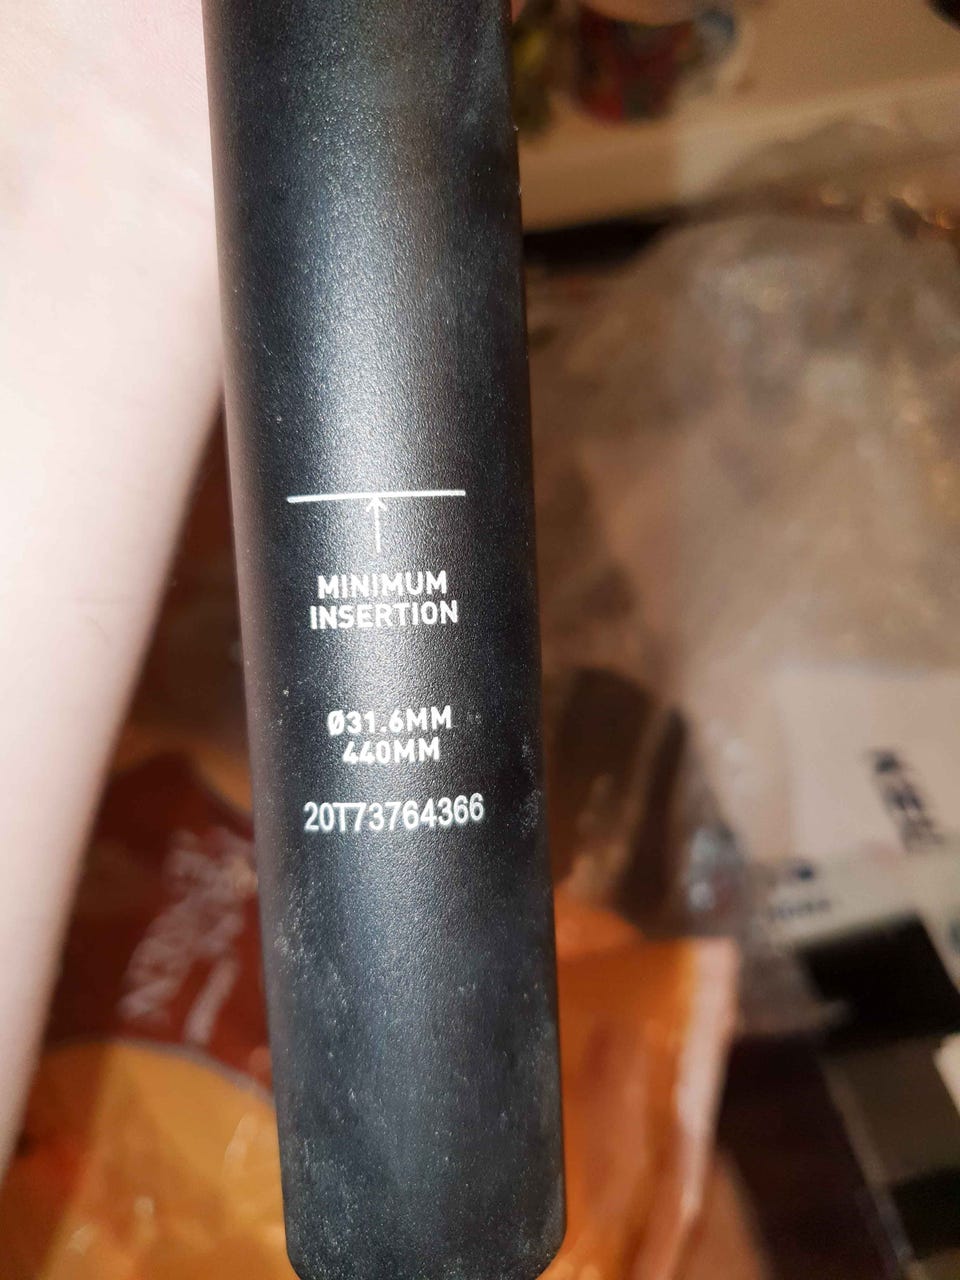 MINIMUM
INSERTION
Ø31.6MM
440MM
20T73764366